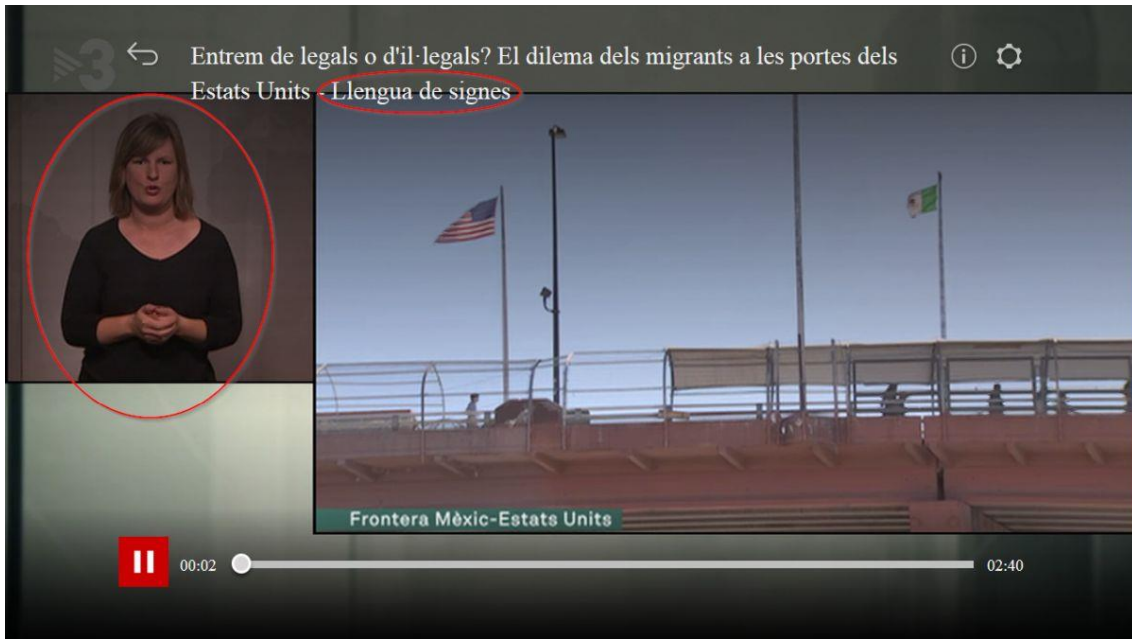 3
Entrem de legals o d'il·legals? El dilema dels migrants a les portes dels
Estats Units - Llengua de signes
Frontera Mèxic-Estats Units
00:02
02:40